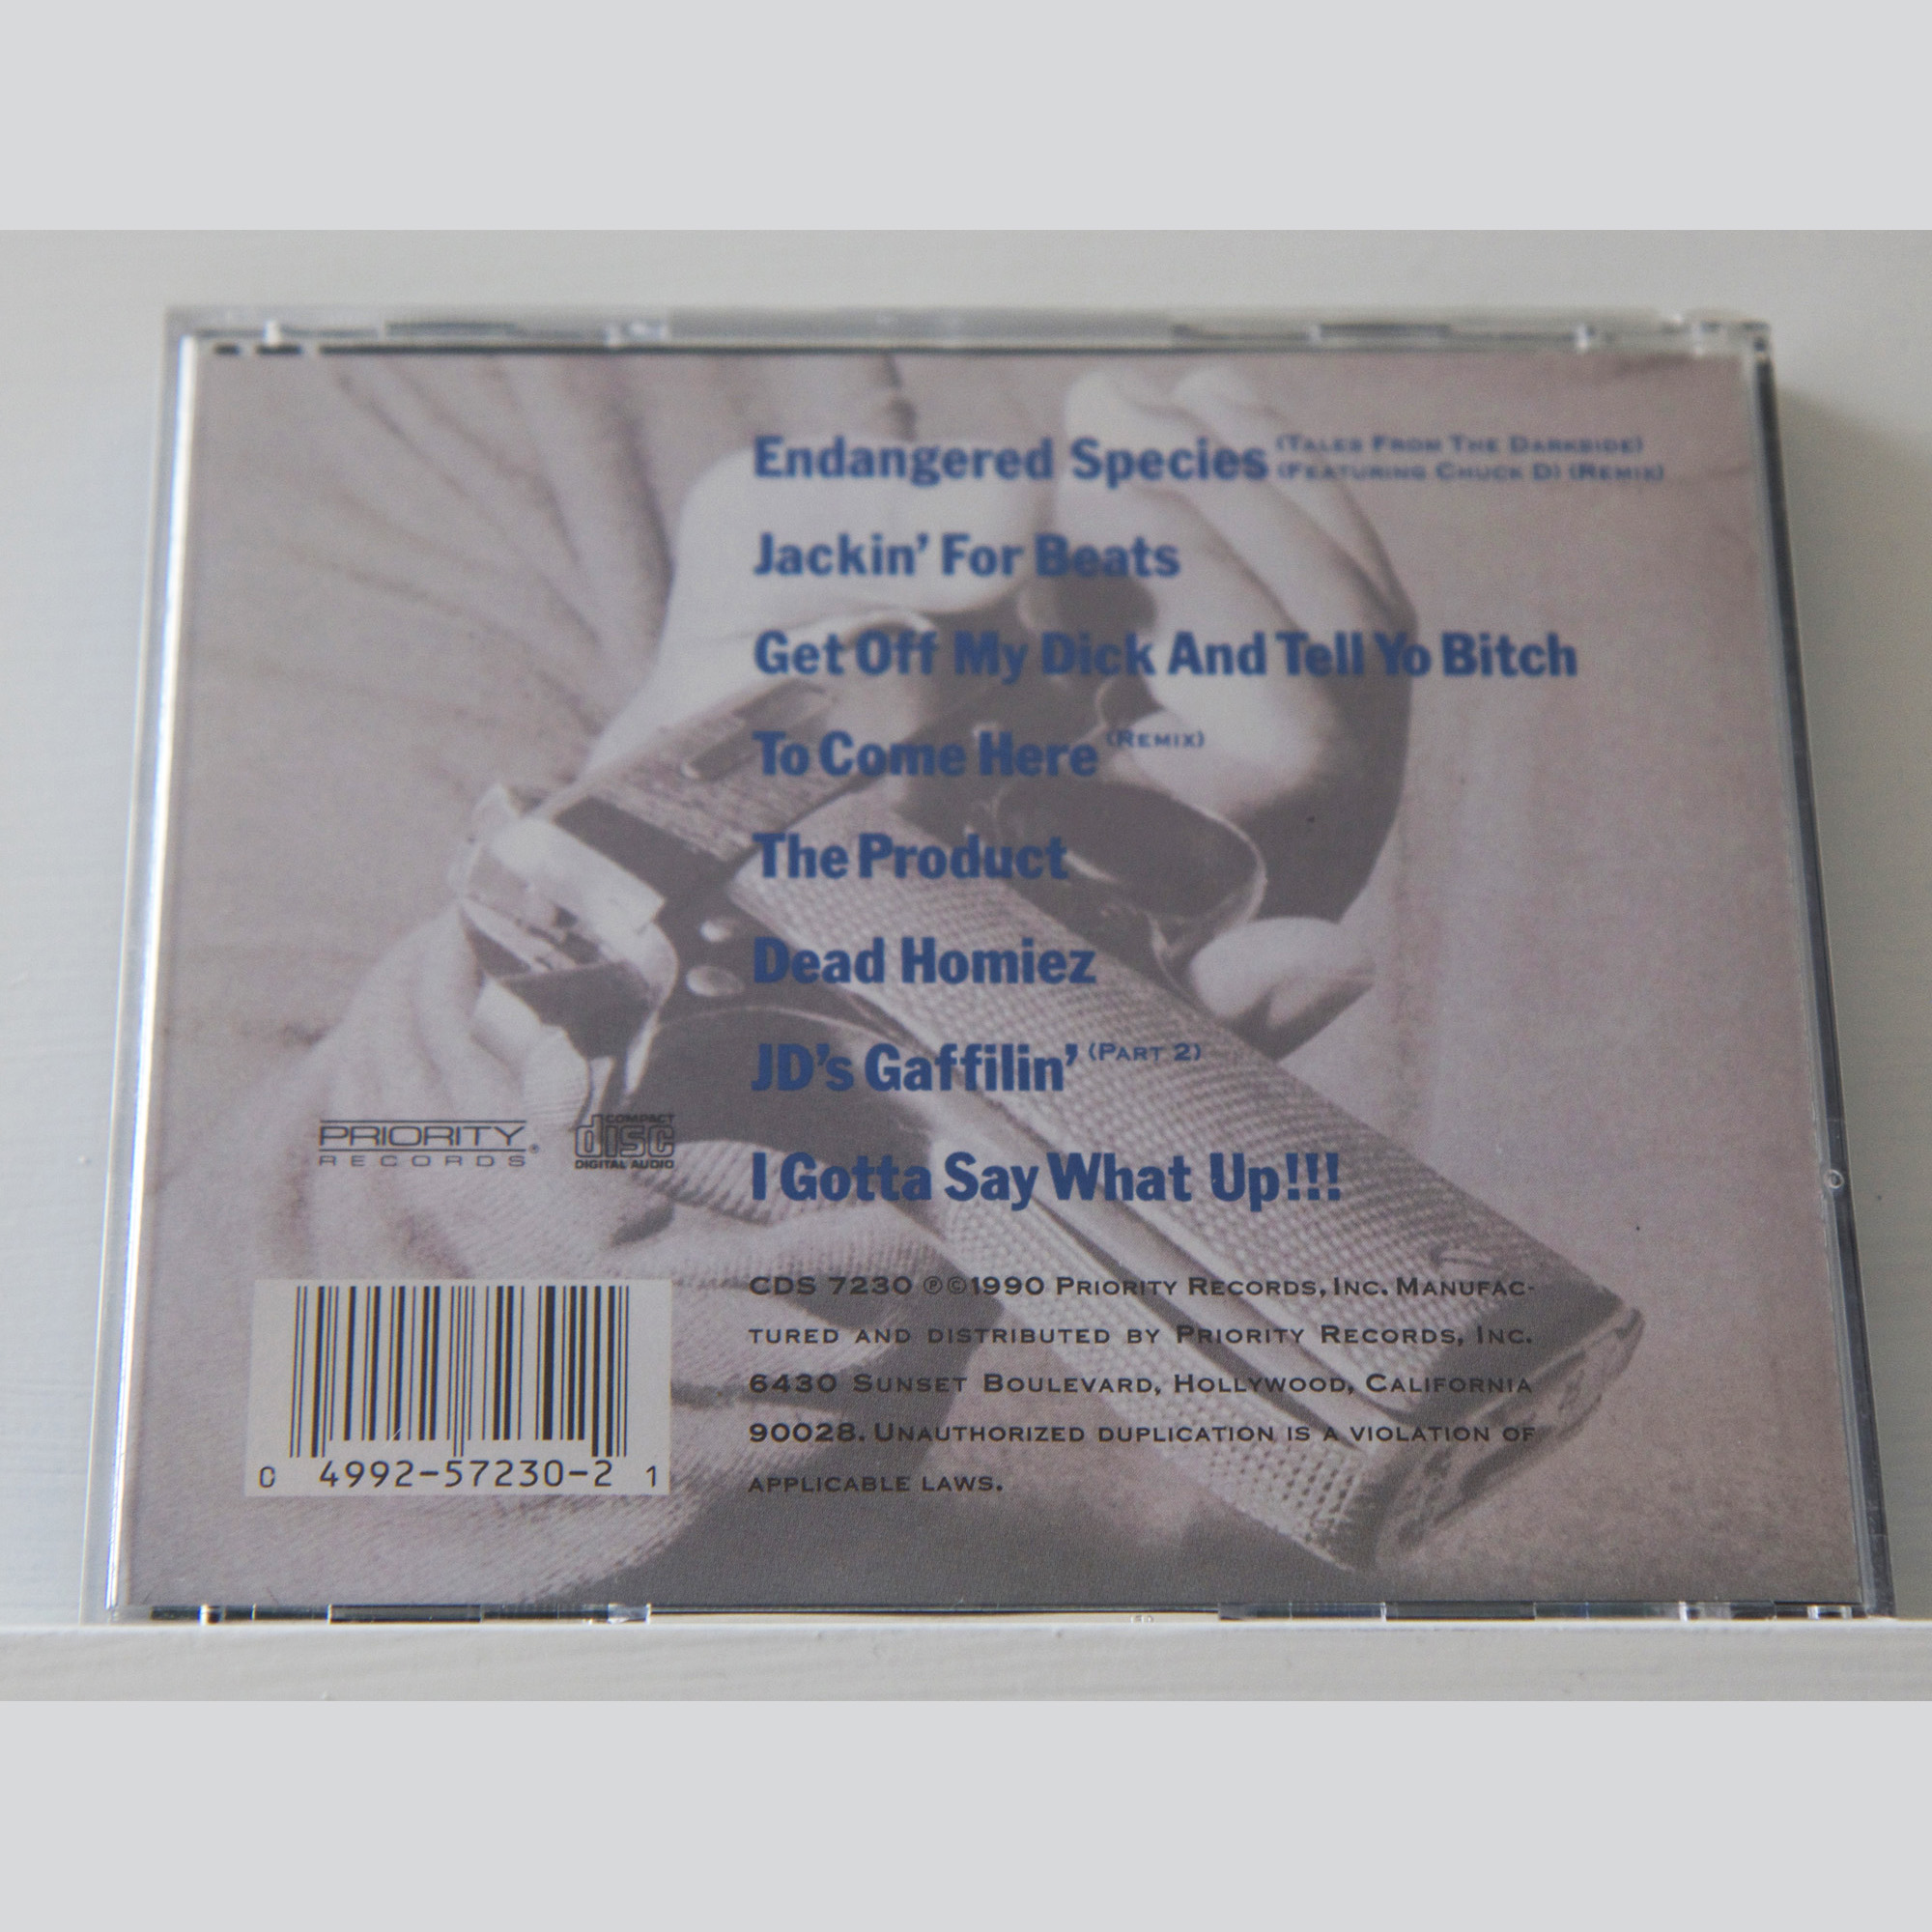 Endangered Species (Tales From The Darkside)
(Featuring Chuck D) (Remix)
Jackin' For Beats
Get Off My Dick And Tell Yo Bitch
To Come Here (Remix)
The Product
Dead Homiez
JD's Gaffilin' (Part 2)
I Gotta Say What Up!!!
PRIORITY®
RECORDS
COMPACT
disc
DIGITAL AUDIO
CDS 7230 ℗©1990 Priority Records, Inc. Manufac-
tured and distributed by Priority Records, Inc.
6430 Sunset Boulevard, Hollywood, California
90028. Unauthorized duplication is a violation of
applicable laws.
0 4992-57230-2 1